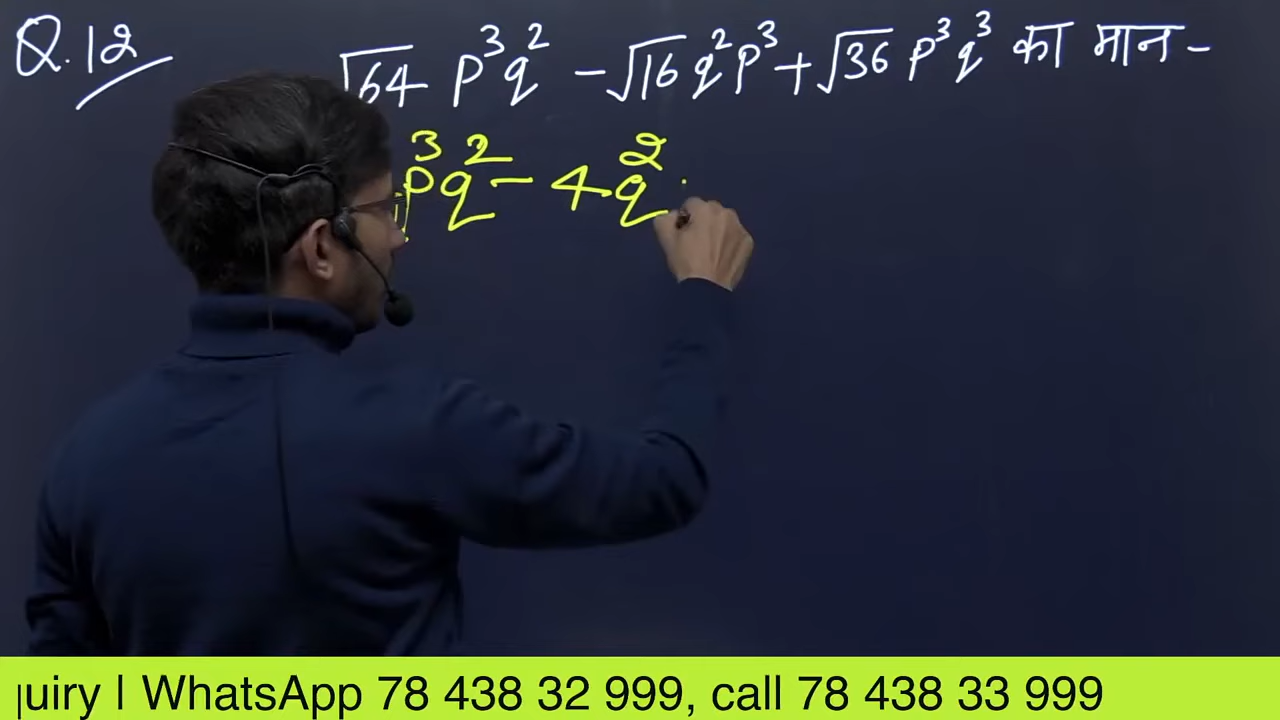 Q.12 √64 p³q² - √16 q²p³ + √36 p³q³ का मान -
p³q² - 4q²
quiry | WhatsApp 78 438 32 999, call 78 438 33 999